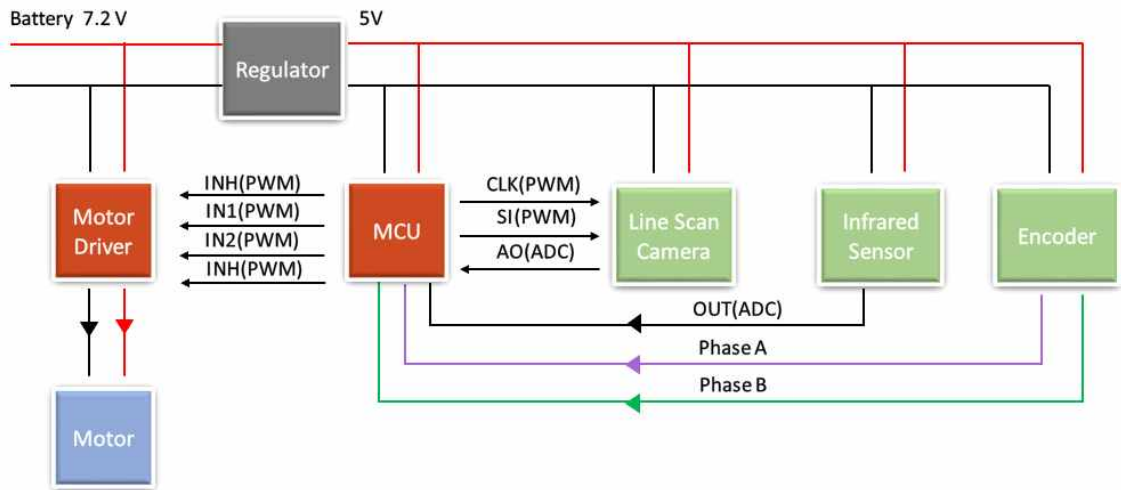 Battery 7.2 V
5V
Regulator
Motor
Driver
INH(PWM)
IN1(PWM)
IN2(PWM)
INH(PWM)
MCU
CLK(PWM)
SI(PWM)
AO(ADC)
Line Scan
Camera
Infrared
Sensor
Encoder
OUT(ADC)
Phase A
Phase B
Motor